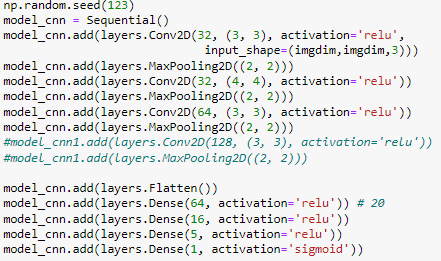 np.random.seed(123)
model_cnn = Sequential()
model_cnn.add(layers.Conv2D(32, (3, 3), activation='relu',
input_shape=(imgdim,imgdim,3)))
model_cnn.add(layers.MaxPooling2D((2, 2)))
model_cnn.add(layers.Conv2D(32, (4, 4), activation='relu'))
model_cnn.add(layers.MaxPooling2D((2, 2)))
model_cnn.add(layers.Conv2D(64, (3, 3), activation='relu'))
model_cnn.add(layers.MaxPooling2D((2, 2)))
#model_cnn1.add(layers.Conv2D(128, (3, 3), activation='relu'))
#model_cnn1.add(layers.MaxPooling2D((2, 2)))
model_cnn.add(layers.Flatten())
model_cnn.add(layers.Dense(64, activation='relu')) # 20
model_cnn.add(layers.Dense(16, activation='relu'))
model_cnn.add(layers.Dense(5, activation='relu'))
model_cnn.add(layers.Dense(1, activation='sigmoid'))